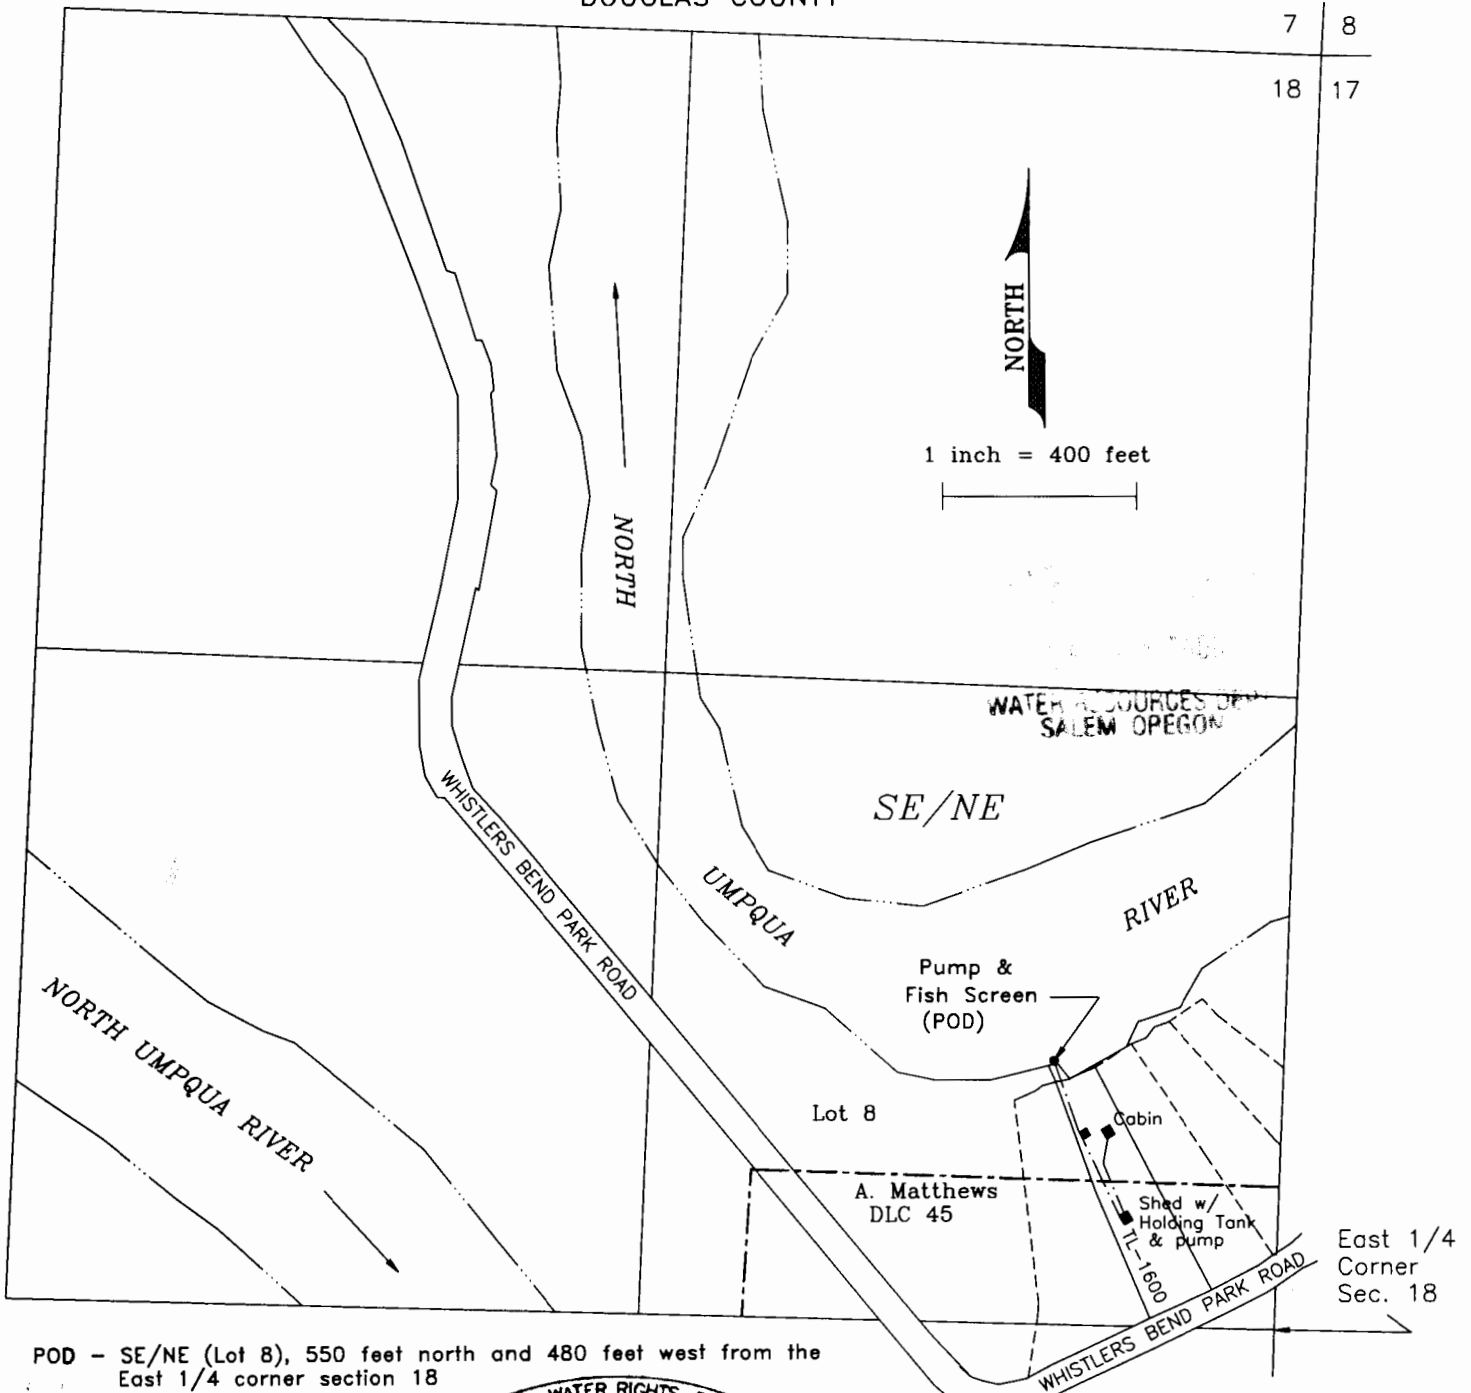 DOUGLAS COUNTY
7 8
18 17
NORTH
1 inch = 400 feet
NORTH
WATER RESOURCES
SALEM OREGON
SE/NE
WHISTLERS BEND PARK ROAD
UMPQUA
RIVER
Pump &
Fish Screen
(POD)
NORTH UMPQUA RIVER
Lot 8
Cabin
A. Matthews
DLC 45
Shed w/
Holding Tank
& pump
TL-1600
WHISTLERS BEND PARK ROAD
East 1/4
Corner
Sec. 18
POD - SE/NE (Lot 8), 550 feet north and 480 feet west from the
East 1/4 corner section 18
WATER RIGHTS